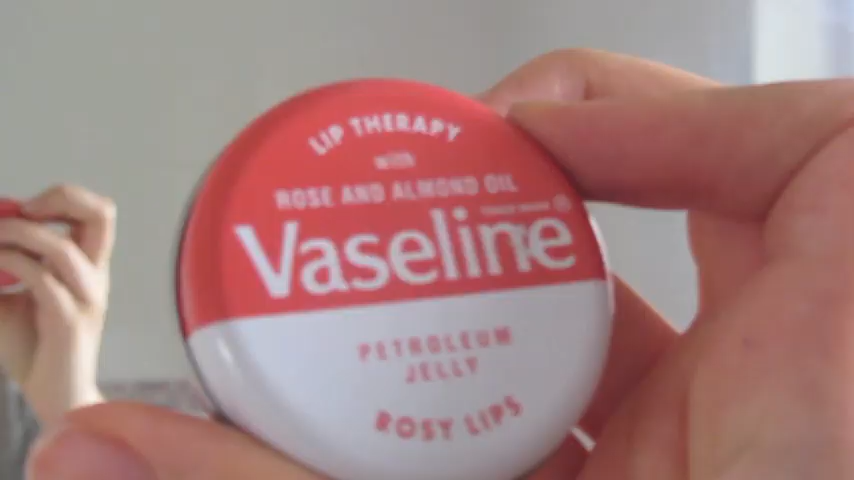 LIP THERAPY
with
ROSE AND ALMOND OIL
Vaseline
PETROLEUM
JELLY
ROSY LIPS